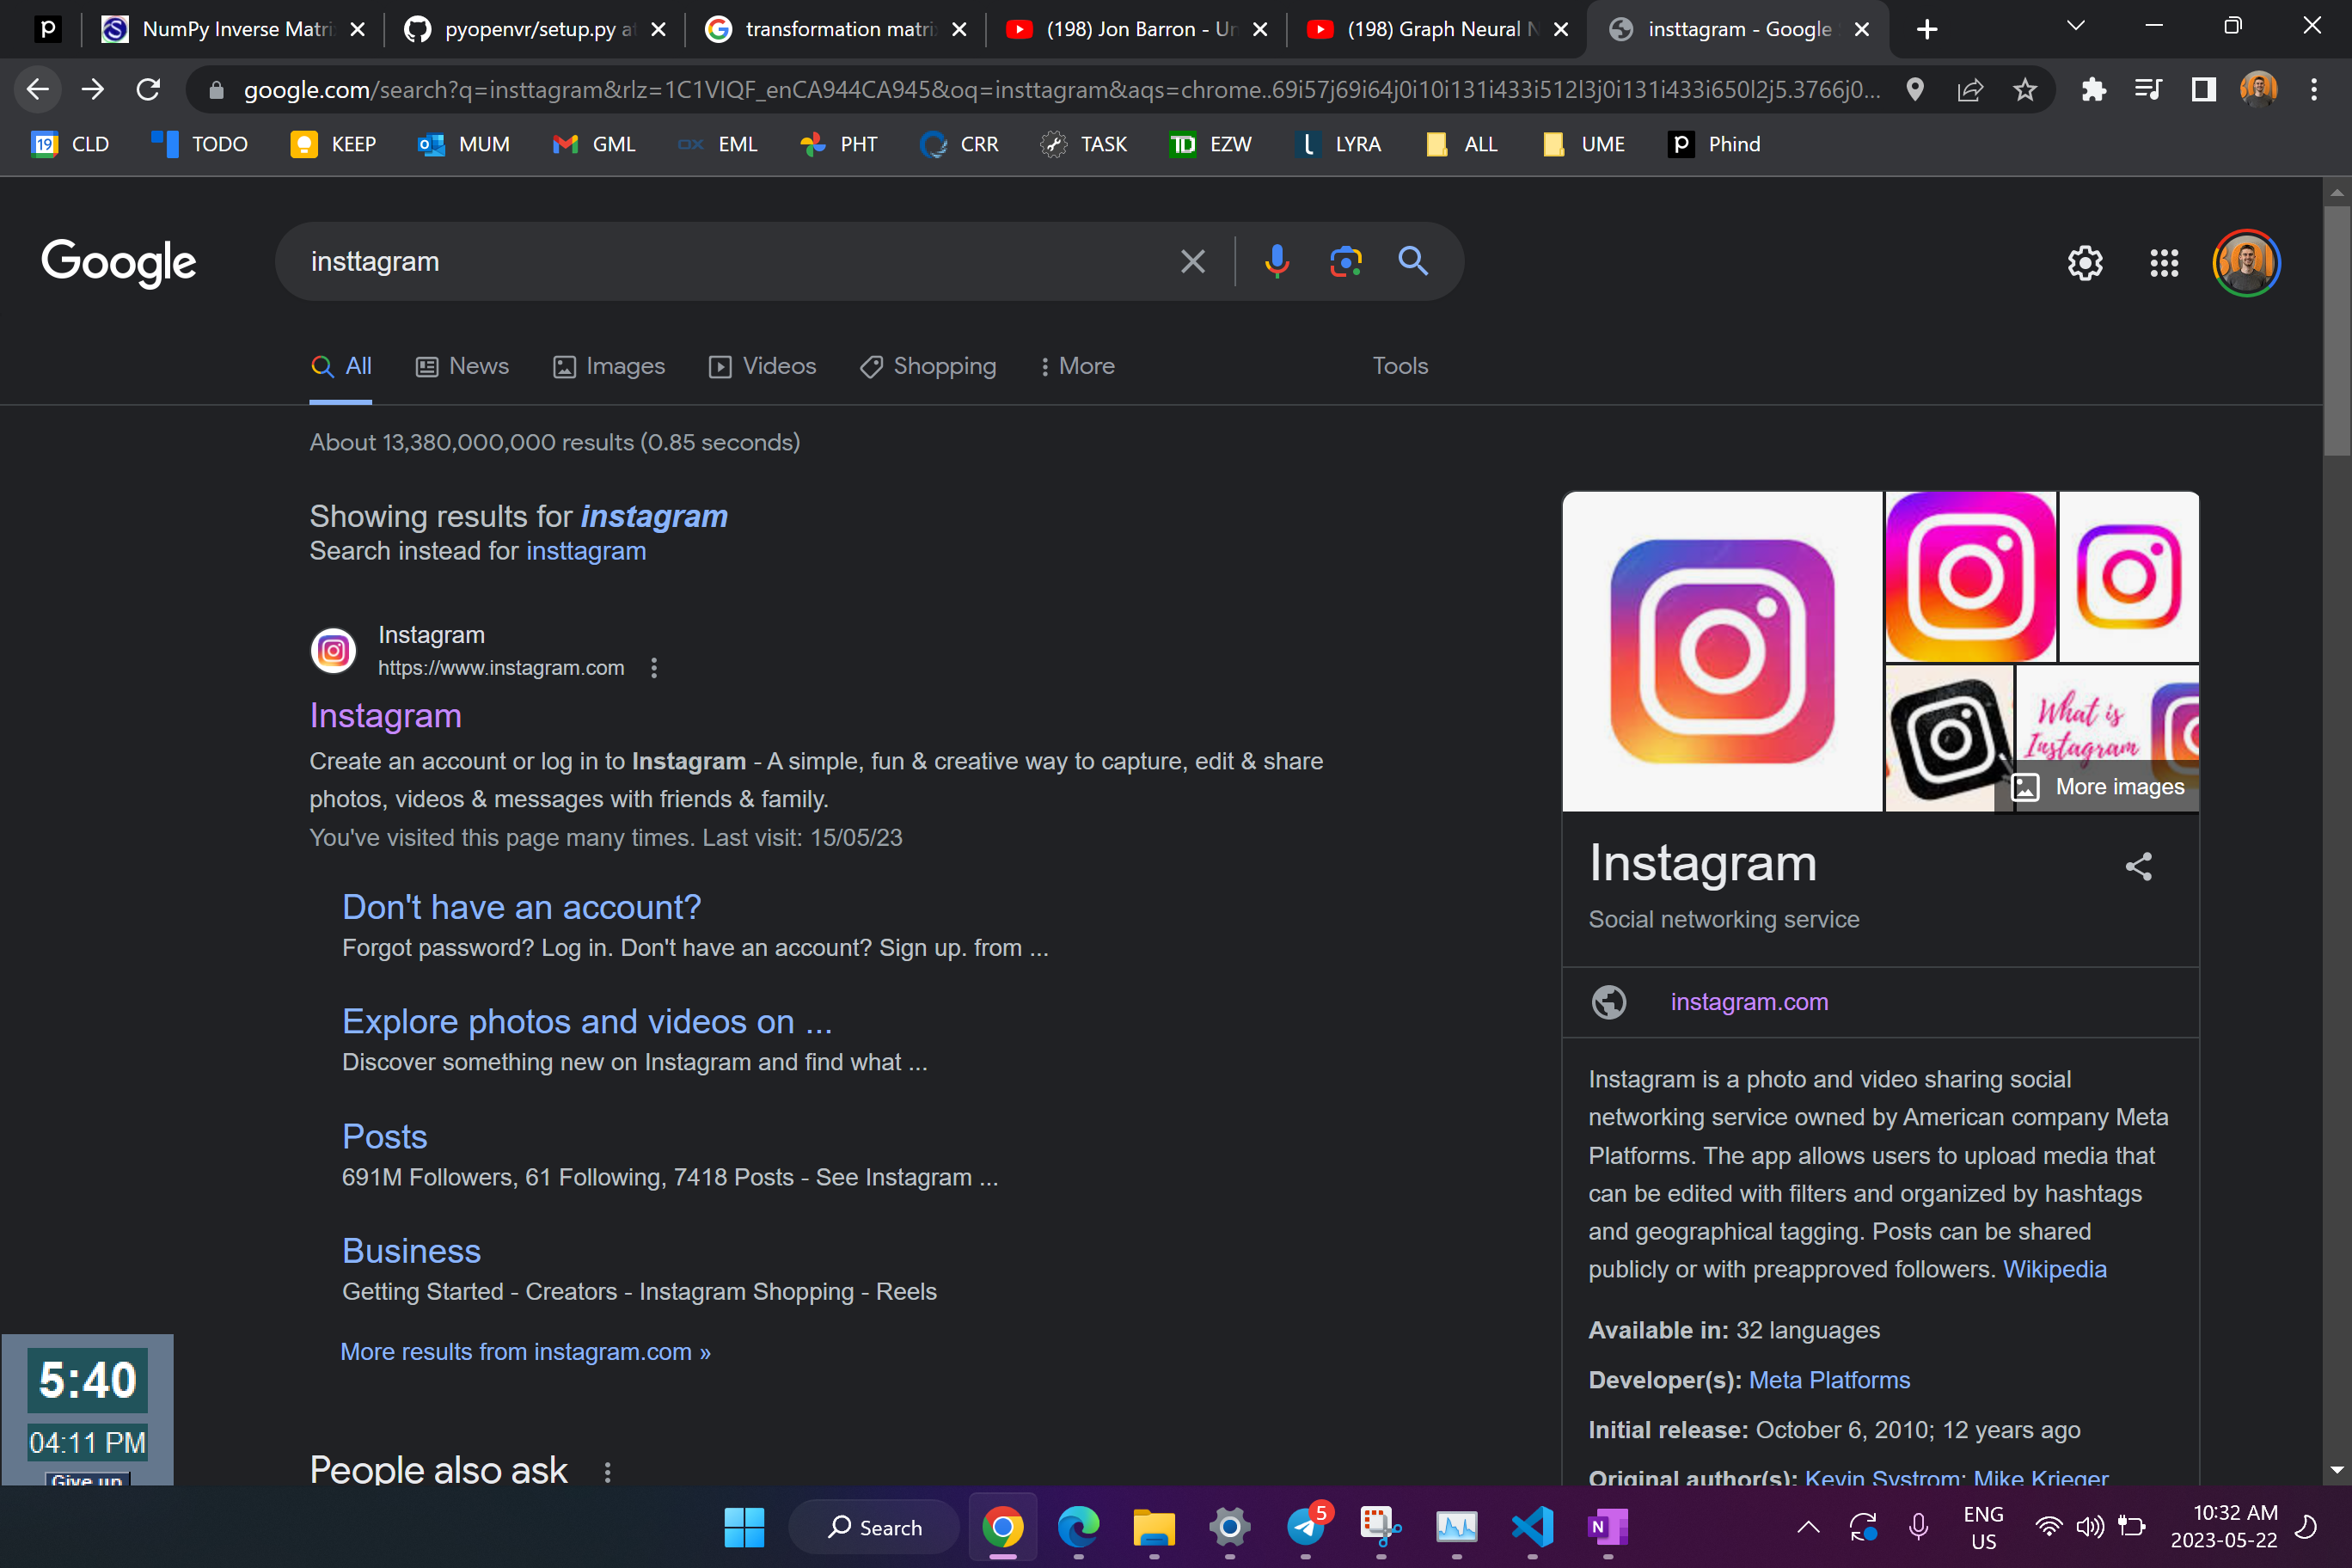 NumPy Inverse Matri
pyopenvr/setup.py at
transformation matri
(198) Jon Barron - Un
(198) Graph Neural N
insttagram - Google
google.com/search?q=insttagram&rlz=1C1VIQF_enCA944CA945&oq=insttagram&aqs=chrome..69i57j69i64j0i10i131i433i512l3j0i131i433i650l2j5.3766j0...
19 CLD
TODO
KEEP
MUM
GML
DX EML
PHT
CRR
TASK
TD EZW
LYRA
ALL
UME
Phind
Google
insttagram
All
News
Images
Videos
Shopping
More
Tools
About 13,380,000,000 results (0.85 seconds)
Showing results for instagram
Search instead for insttagram
Instagram
https://www.instagram.com
Instagram
Create an account or log in to Instagram - A simple, fun & creative way to capture, edit & share
photos, videos & messages with friends & family.
You've visited this page many times. Last visit: 15/05/23
Don't have an account?
Forgot password? Log in. Don't have an account? Sign up. from ...
Explore photos and videos on ...
Discover something new on Instagram and find what ...
Posts
691M Followers, 61 Following, 7418 Posts - See Instagram ...
Business
Getting Started - Creators - Instagram Shopping - Reels
More results from instagram.com »
People also ask
What is
Instagram
More images
Instagram
Social networking service
instagram.com
Instagram is a photo and video sharing social
networking service owned by American company Meta
Platforms. The app allows users to upload media that
can be edited with filters and organized by hashtags
and geographical tagging. Posts can be shared
publicly or with preapproved followers. Wikipedia
Available in: 32 languages
Developer(s): Meta Platforms
Initial release: October 6, 2010; 12 years ago
Original author(s): Kevin Systrom; Mike Krieger
5:40
04:11 PM
Give up
Search
5
ENG
US
10:32 AM
2023-05-22